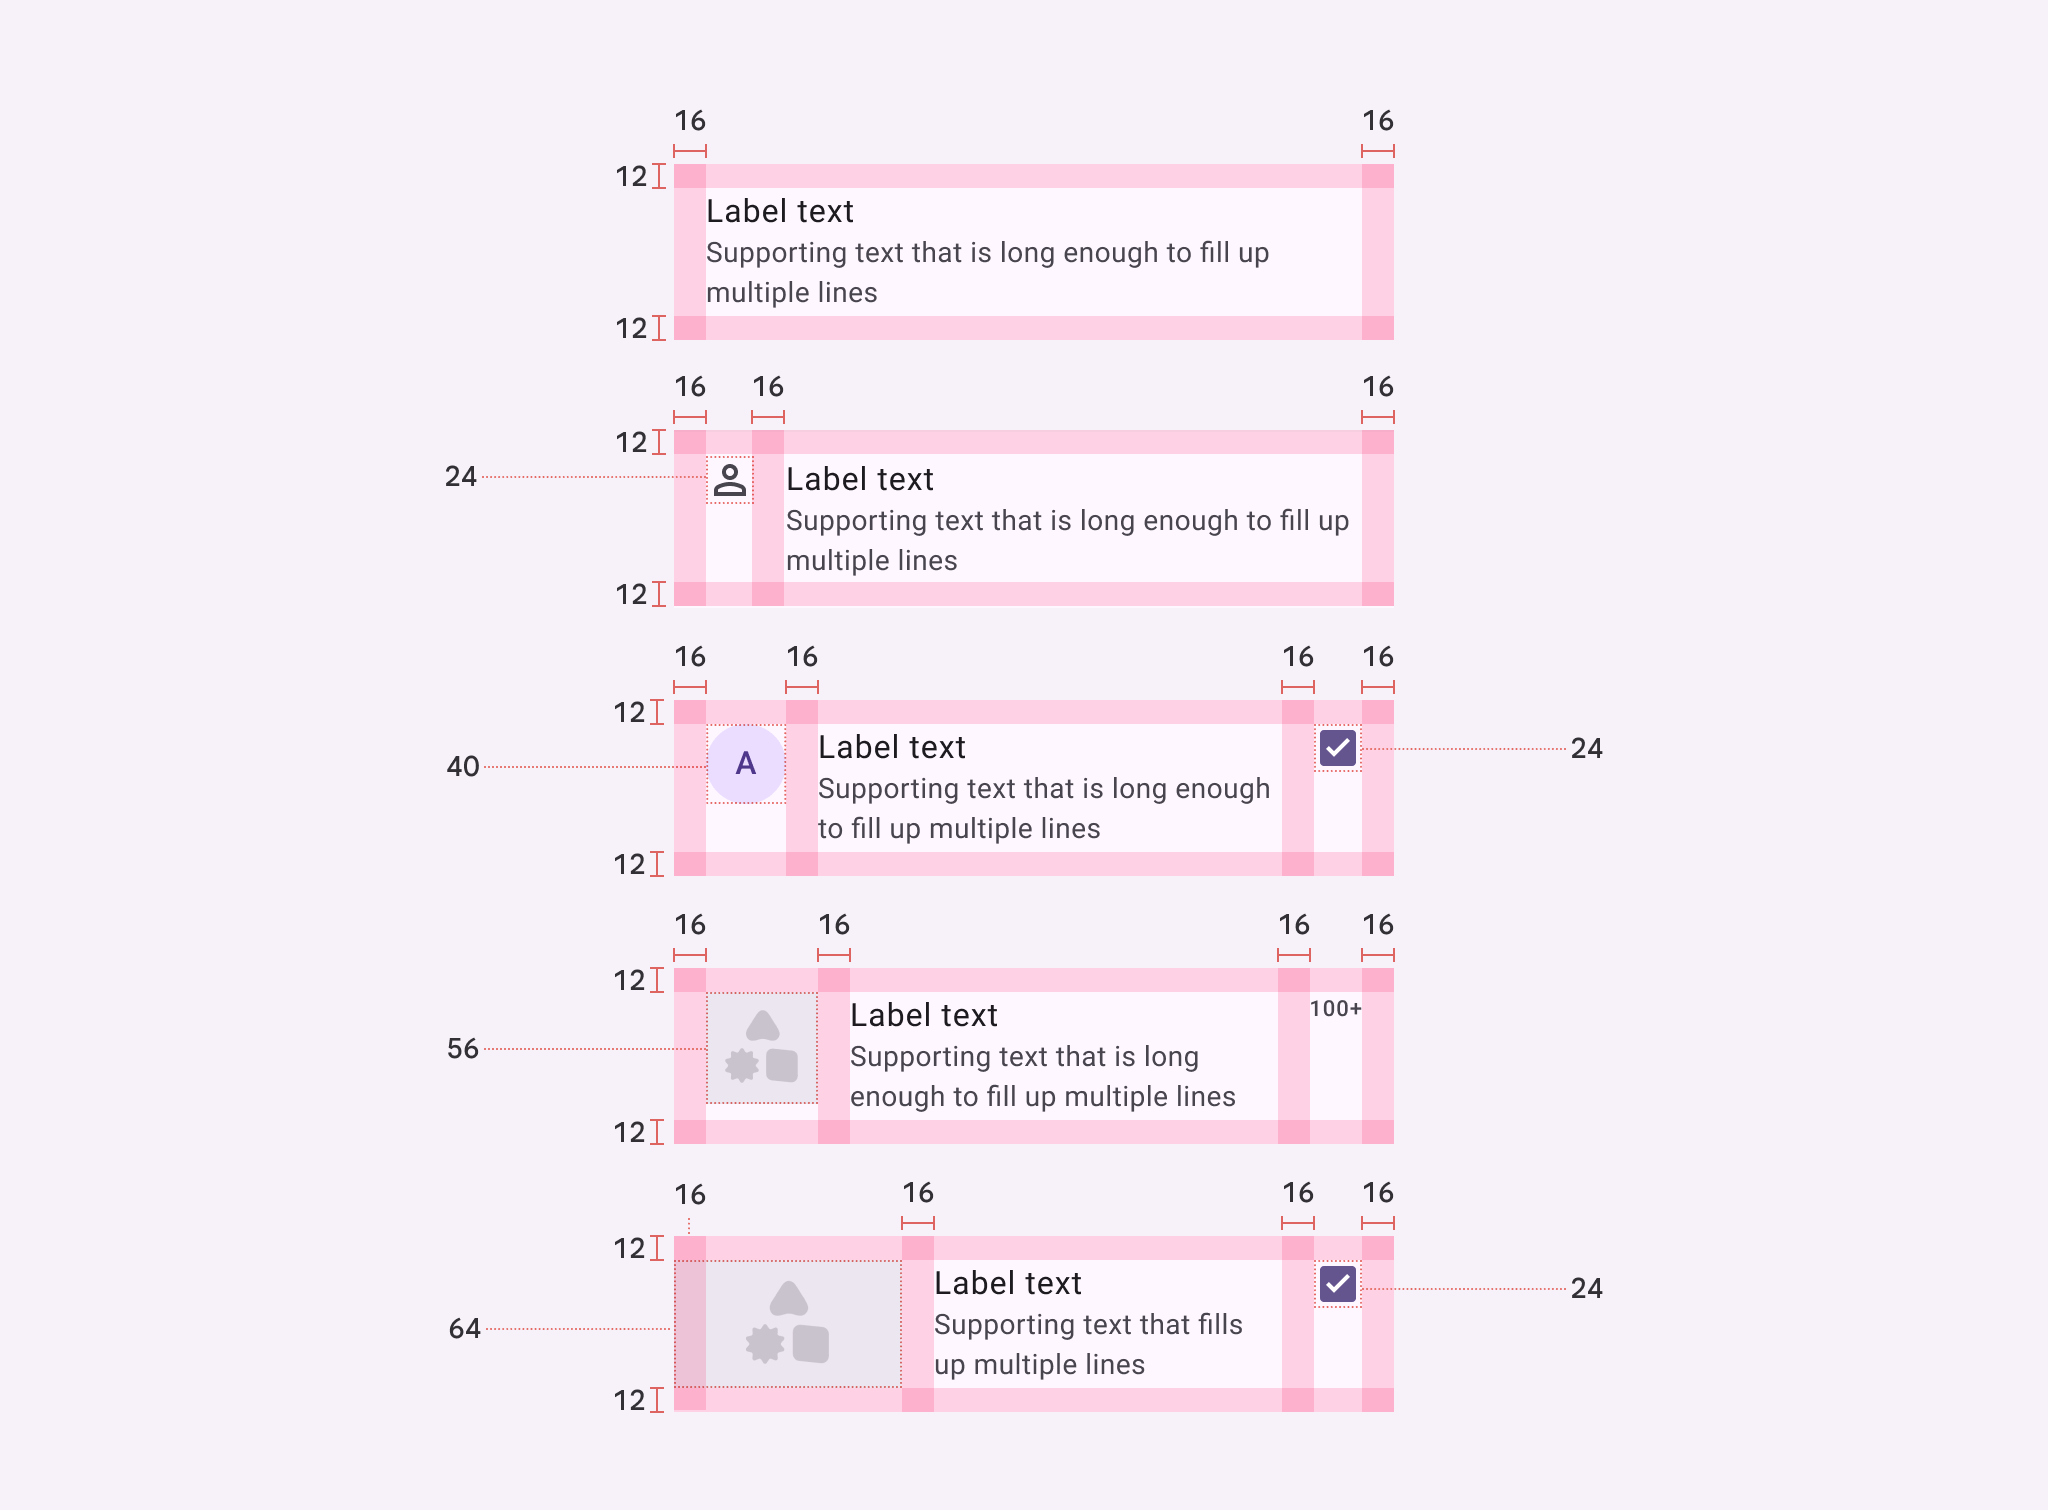 16 16
12
Label text
Supporting text that is long enough to fill up
multiple lines
12
16 16 16
12
24
Label text
Supporting text that is long enough to fill up
multiple lines
12
16 16 16 16
12
A
Label text
24
40
Supporting text that is long enough
to fill up multiple lines
12
16 16 16 16
12
Label text
100+
56
Supporting text that is long
enough to fill up multiple lines
12
16 16 16 16
12
Label text
24
64
Supporting text that fills
up multiple lines
12